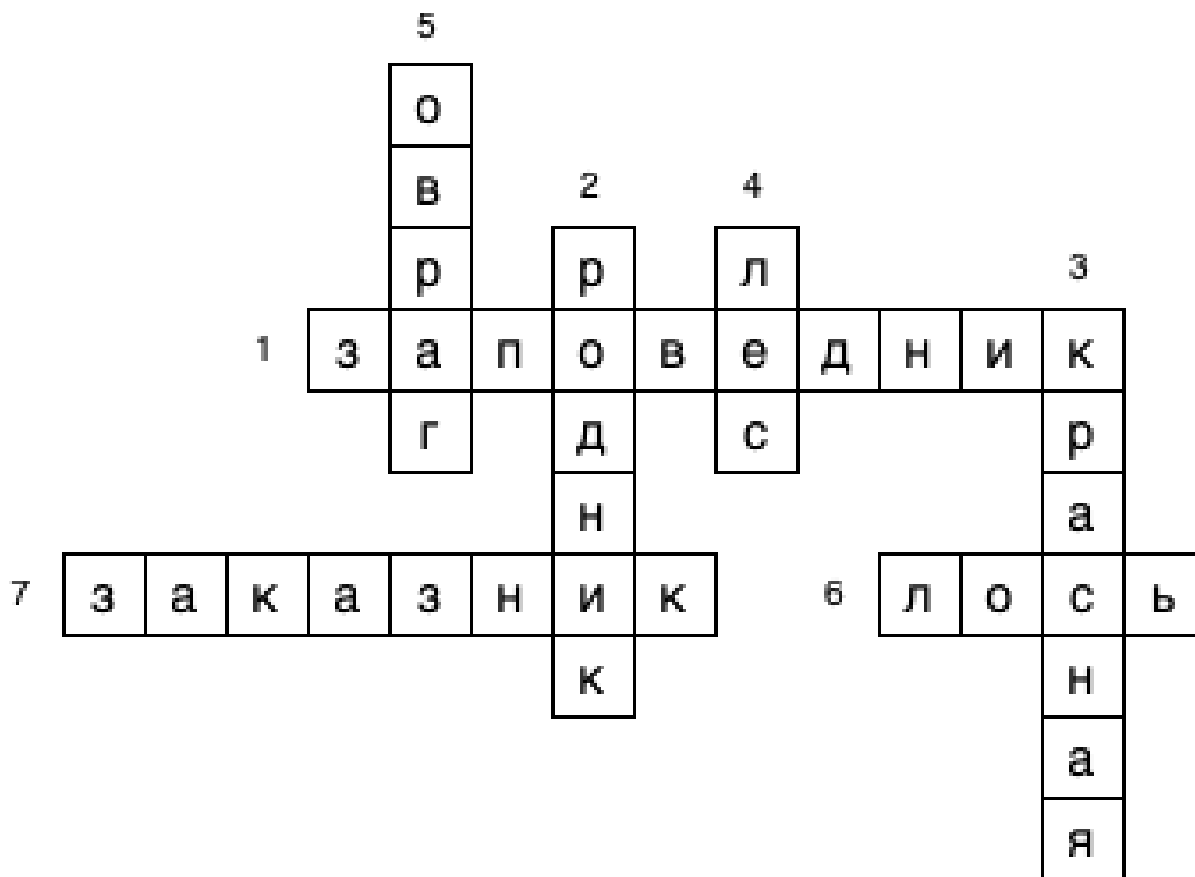 5
о
в 2 4
р р л 3
1 з а п о в е д н и к
г д с р
н а
7 з а к а з н и к 6 л о с ь
к н
а
я